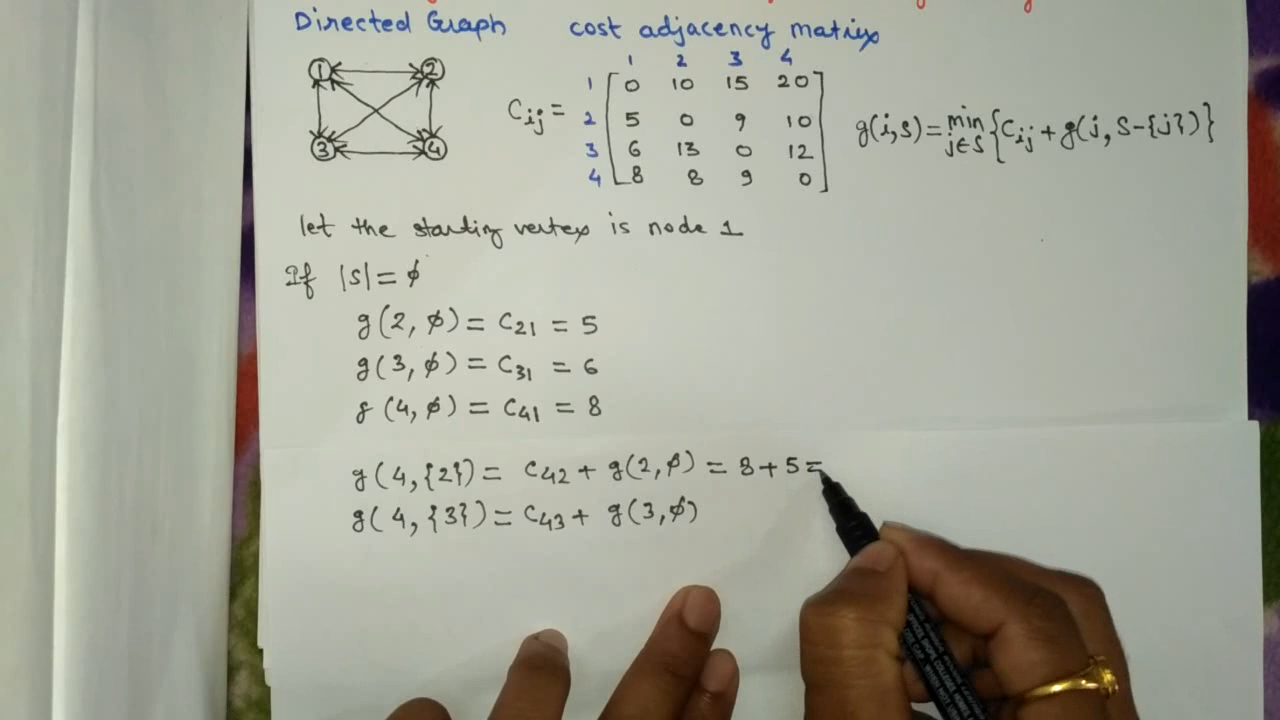 Directed Graph cost adjacency matrix
1 2 3 4
1 2
1 0 10 15 20
Cij = 2 5 0 9 10 g(i,s)=min{Cij + g(j, S-{j})}
j∈S
3 6 13 0 12
3 4
4 8 8 9 0
let the starting vertex is node 1
If |S| = ϕ
g(2, ϕ) = C21 = 5
g(3, ϕ) = C31 = 6
g(4, ϕ) = C41 = 8
g(4,{2}) = C42 + g(2,ϕ) = 8+5=
g(4,{3}) = C43 + g(3,ϕ)